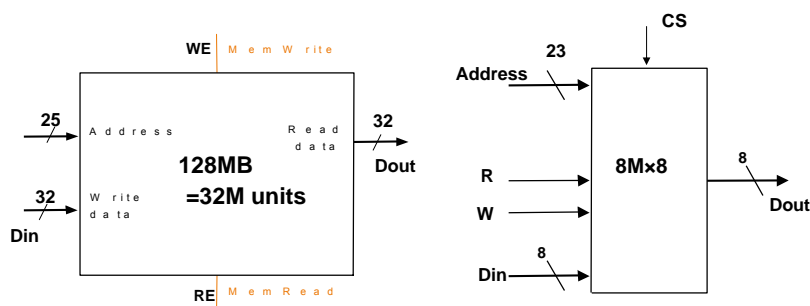 WE MemWrite
25
Address
Read
data
32
Dout
128MB
=32M units
32
Write
data
Din
RE MemRead
CS
23
Address
8M×8
R
W
8
Dout
8
Din